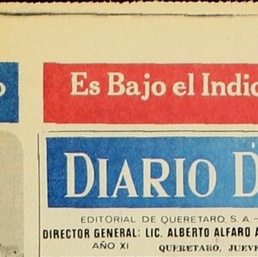 Es Bajo el Indic
DIARIO D
EDITORIAL DE QUERETARO, S. A.-
DIRECTOR GENERAL: LIC. ALBERTO ALFARO A
AÑO XI
QUERETARO, JUEV